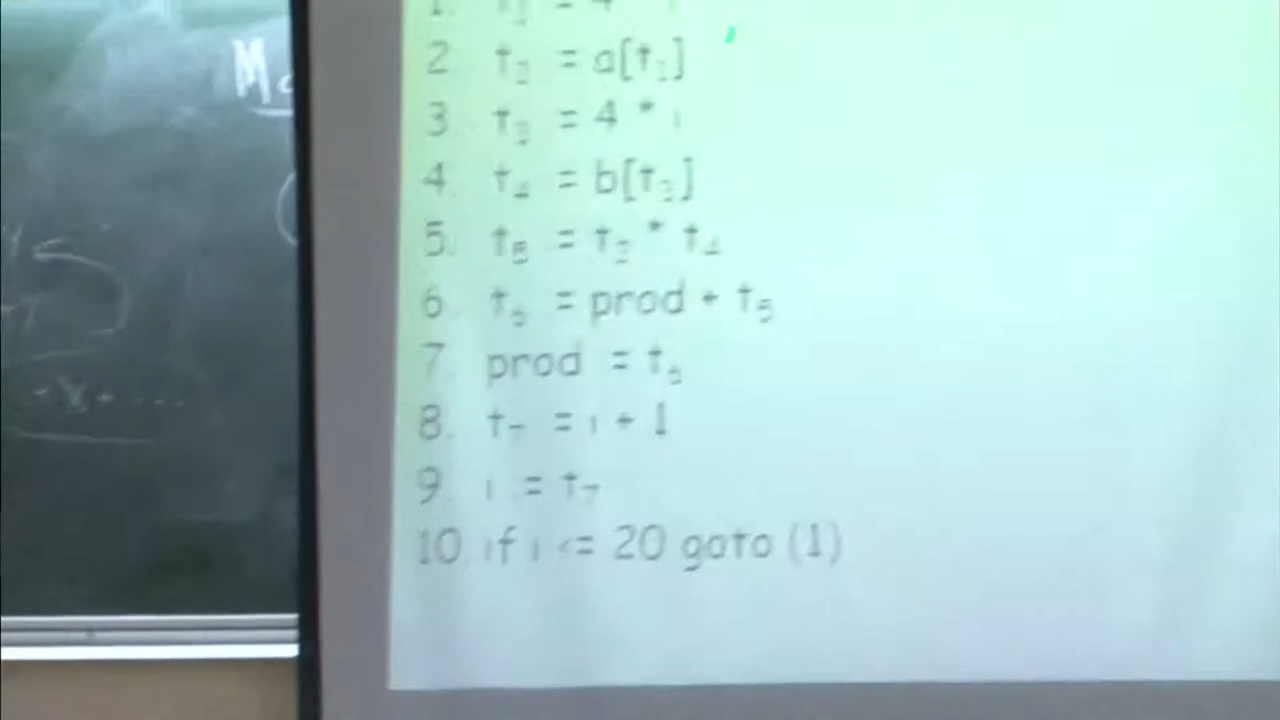 M
2. t2 = a[t1]
3. t3 = 4 * i
4. t4 = b[t3]
5. t5 = t2 * t4
6. t6 = prod + t5
7. prod = t6
8. t7 = i + 1
9. i = t7
10. if i <= 20 goto (1)